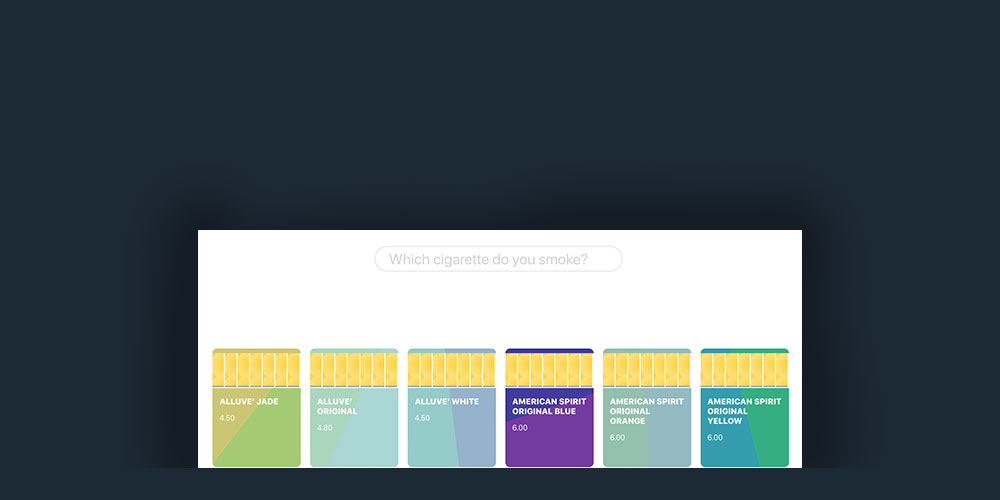 Which cigarette do you smoke?
ALLUVE' JADE
4.50
ALLUVE'
ORIGINAL
4.80
ALLUVE' WHITE
4.50
AMERICAN SPIRIT
ORIGINAL BLUE
6.00
AMERICAN SPIRIT
ORIGINAL
ORANGE
6.00
AMERICAN SPIRIT
ORIGINAL
YELLOW
6.00